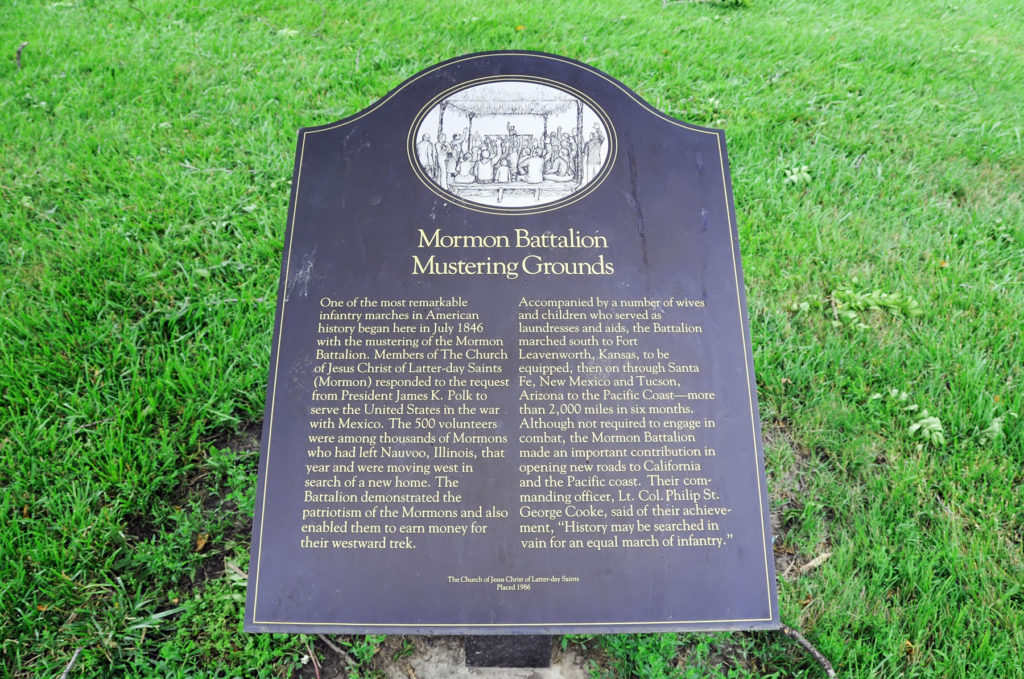 Mormon Battalion
Mustering Grounds
One of the most remarkable
infantry marches in American
history began here in July 1846
with the mustering of the Mormon
Battalion. Members of The Church
of Jesus Christ of Latter-day Saints
(Mormon) responded to the request
from President James K. Polk to
serve the United States in the war
with Mexico. The 500 volunteers
were among thousands of Mormons
who had left Nauvoo, Illinois, that
year and were moving west in
search of a new home. The
Battalion demonstrated the
patriotism of the Mormons and also
enabled them to earn money for
their westward trek.
Accompanied by a number of wives
and children who served as
laundresses and aids, the Battalion
marched south to Fort
Leavenworth, Kansas, to be
equipped, then on through Santa
Fe, New Mexico and Tucson,
Arizona to the Pacific Coast—more
than 2,000 miles in six months.
Although not required to engage in
combat, the Mormon Battalion
made an important contribution in
opening new roads to California
and the Pacific coast. Their com-
manding officer, Lt. Col. Philip St.
George Cooke, said of their achieve-
ment, “History may be searched in
vain for an equal march of infantry.”
The Church of Jesus Christ of Latter-day Saints
Placed 1986